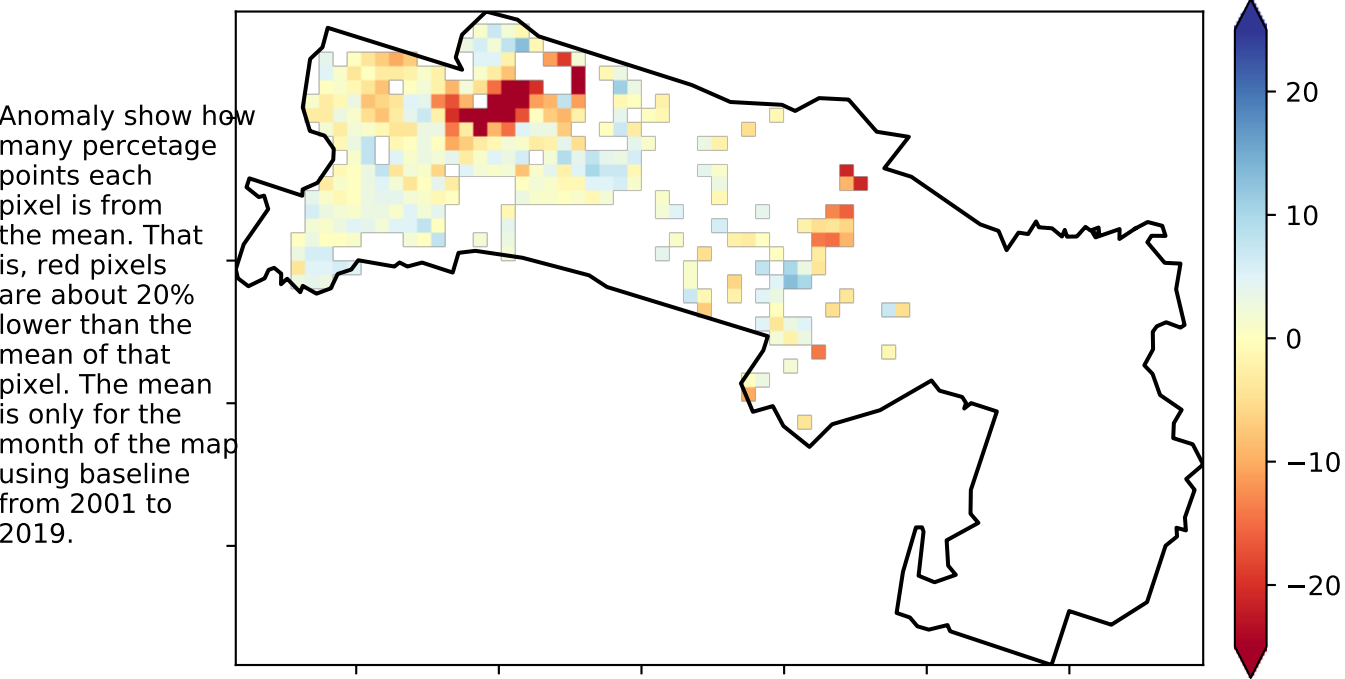 Anomaly show how
many percetage
points each
pixel is from
the mean. That
is, red pixels
are about 20%
lower than the
mean of that
pixel. The mean
is only for the
month of the map
using baseline
from 2001 to
2019.
20
10
0
−10
−20